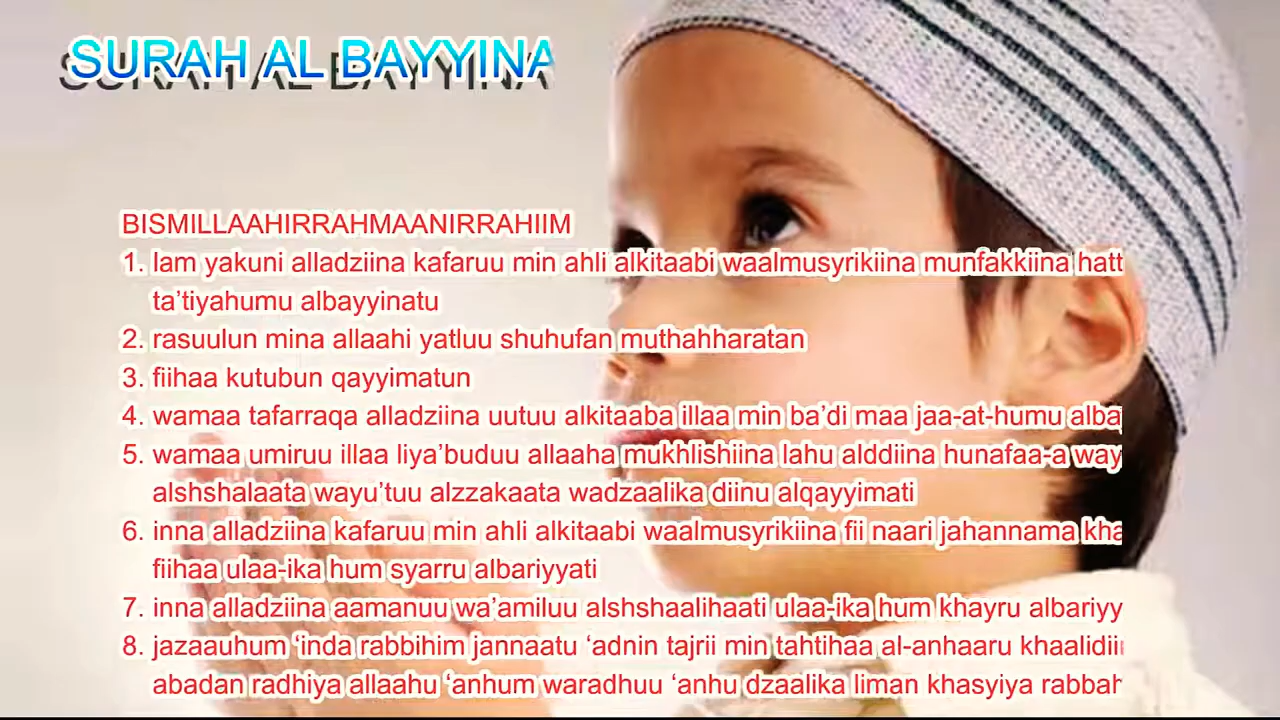 SURAH AL BAYYINA
BISMILLAAHIRRAHMAANIRRAHIIM
1. lam yakuni alladziina kafaruu min ahli alkitaabi waalmusyrikiina munfakkiina hatt
ta’tiyahumu albayyinatu
2. rasuulun mina allaahi yatluu shuhufan muthahharatan
3. fiihaa kutubun qayyimatun
4. wamaa tafarraqa alladziina uutuu alkitaaba illaa min ba’di maa jaa-at-humu alba
5. wamaa umiruu illaa liya’buduu allaaha mukhlishiina lahu alddiina hunafaa-a way
alshshalaata wayu’tuu alzzakaata wadzaalika diinu alqayyimati
6. inna alladziina kafaruu min ahli alkitaabi waalmusyrikiina fii naari jahannama kha
fiihaa ulaa-ika hum syarru albariyyati
7. inna alladziina aamanuu wa’amiluu alshshaalihaati ulaa-ika hum khayru albariyy
8. jazaauhum ‘inda rabbihim jannaatu ‘adnin tajrii min tahtihaa al-anhaaru khaalidii
abadan radhiya allaahu ‘anhum waradhuu ‘anhu dzaalika liman khasyiya rabbah